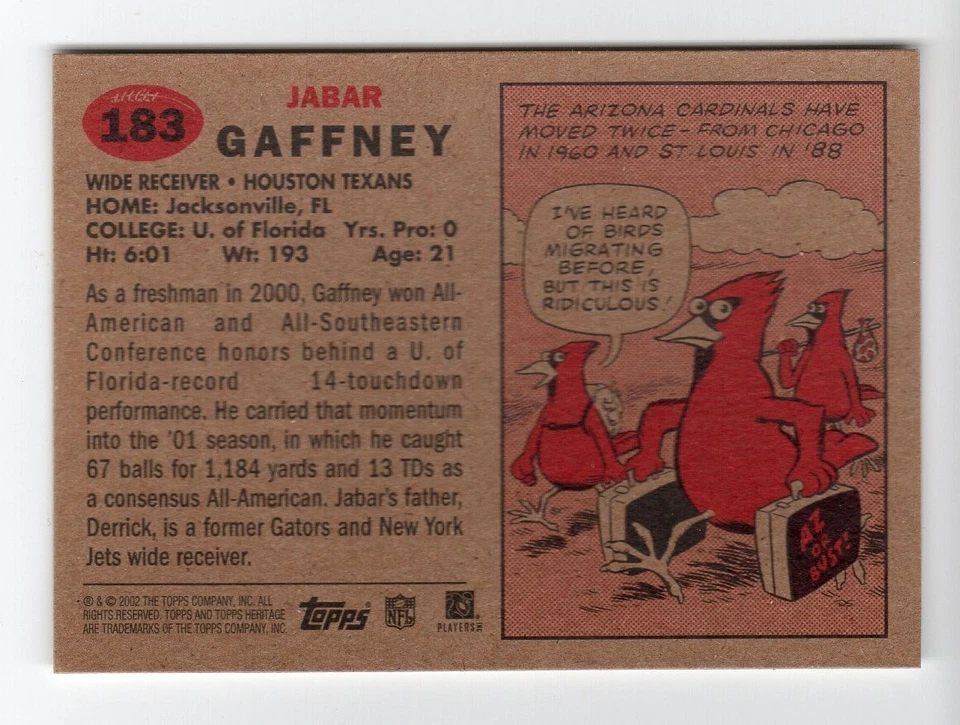 183
JABAR
GAFFNEY
WIDE RECEIVER • HOUSTON TEXANS
HOME: Jacksonville, FL
COLLEGE: U. of Florida Yrs. Pro: 0
Ht: 6:01 Wt: 193 Age: 21
As a freshman in 2000, Gaffney won All-
American and All-Southeastern
Conference honors behind a U. of
Florida-record 14-touchdown
performance. He carried that momentum
into the '01 season, in which he caught
67 balls for 1,184 yards and 13 TDs as
a consensus All-American. Jabar's father,
Derrick, is a former Gators and New York
Jets wide receiver.
® & © 2002 THE TOPPS COMPANY, INC. ALL
RIGHTS RESERVED. TOPPS AND TOPPS HERITAGE
ARE TRADEMARKS OF THE TOPPS COMPANY, INC.
Topps
NFL
PLAYERS INC
THE ARIZONA CARDINALS HAVE
MOVED TWICE – FROM CHICAGO
IN 1960 AND ST. LOUIS IN '88
I'VE HEARD
OF BIRDS
MIGRATING
BEFORE,
BUT THIS IS
RIDICULOUS!
AZ
OR
BUST!